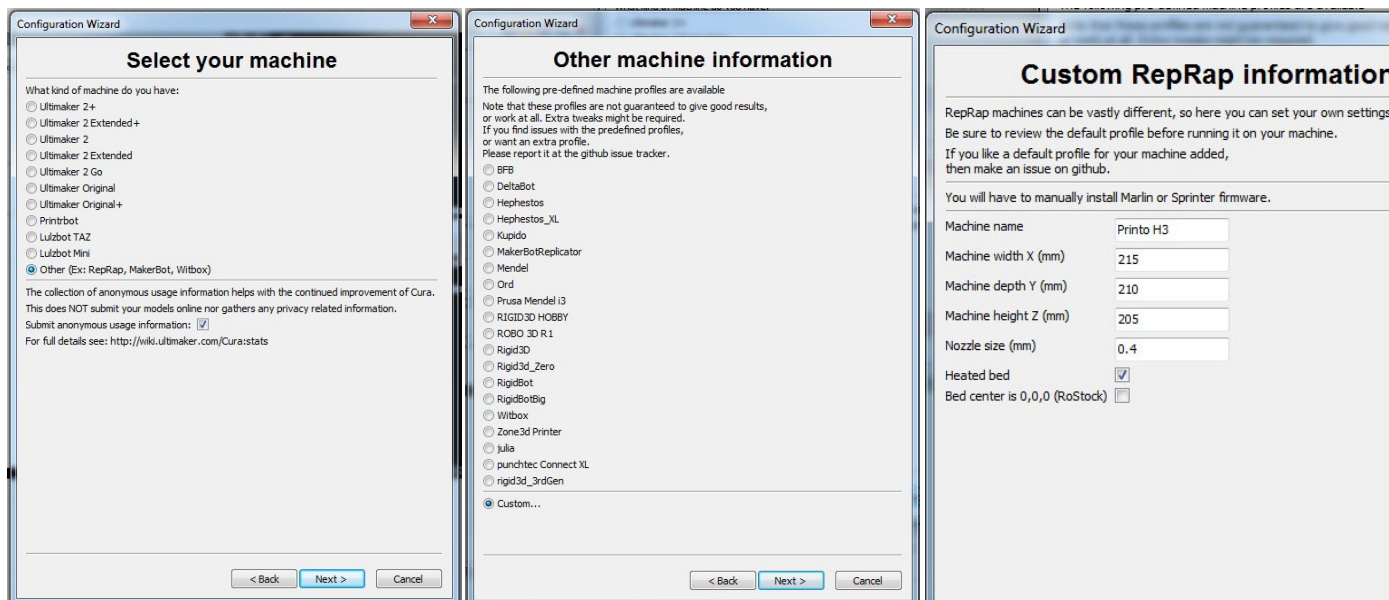 Configuration Wizard
Select your machine
What kind of machine do you have:
Ultimaker 2+
Ultimaker 2 Extended+
Ultimaker 2
Ultimaker 2 Extended
Ultimaker 2 Go
Ultimaker Original
Ultimaker Original+
Printrbot
Lulzbot TAZ
Lulzbot Mini
Other (Ex: RepRap, MakerBot, Witbox)
The collection of anonymous usage information helps with the continued improvement of Cura.
This does NOT submit your models online nor gathers any privacy related information.
Submit anonymous usage information:
For full details see: http://wiki.ultimaker.com/Cura:stats
< Back Next > Cancel
Configuration Wizard
Other machine information
The following pre-defined machine profiles are available
Note that these profiles are not guaranteed to give good results,
or work at all. Extra tweaks might be required.
If you find issues with the predefined profiles,
or want an extra profile.
Please report it at the github issue tracker.
BFB
DeltaBot
Hephestos
Hephestos_XL
Kupido
MakerBotReplicator
Mendel
Ord
Prusa Mendel i3
RIGID3D HOBBY
ROBO 3D R1
Rigid3D
Rigid3d_Zero
RigidBot
RigidBotBig
Witbox
Zone3d Printer
julia
punchtec Connect XL
rigid3d_3rdGen
Custom...
< Back Next > Cancel
Configuration Wizard
Custom RepRap information
RepRap machines can be vastly different, so here you can set your own settings
Be sure to review the default profile before running it on your machine.
If you like a default profile for your machine added,
then make an issue on github.
You will have to manually install Marlin or Sprinter firmware.
Machine name Printo H3
Machine width X (mm) 215
Machine depth Y (mm) 210
Machine height Z (mm) 205
Nozzle size (mm) 0.4
Heated bed
Bed center is 0,0,0 (RoStock)